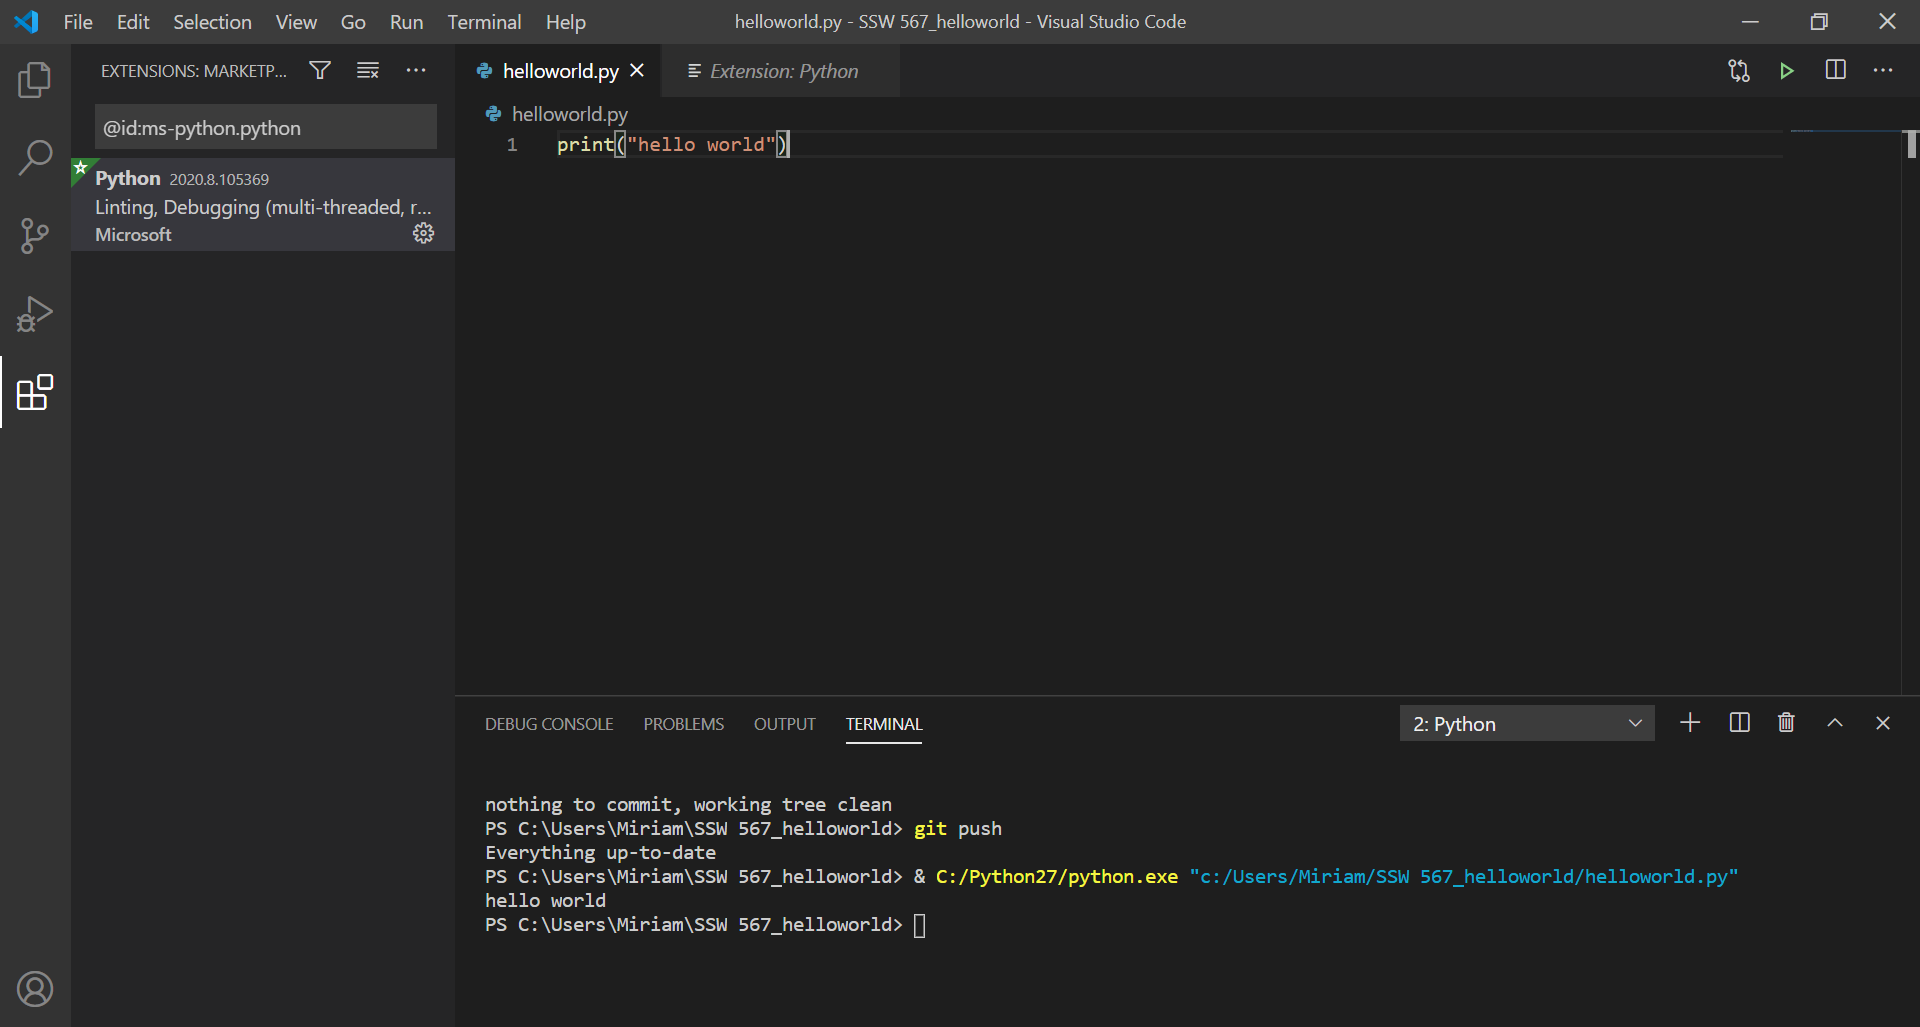 File Edit Selection View Go Run Terminal Help
helloworld.py - SSW 567_helloworld - Visual Studio Code
EXTENSIONS: MARKETP...
@id:ms-python.python
Python 2020.8.105369
Linting, Debugging (multi-threaded, r...
Microsoft
helloworld.py
Extension: Python
helloworld.py
1 print("hello world")
DEBUG CONSOLE PROBLEMS OUTPUT TERMINAL
2: Python
nothing to commit, working tree clean
PS C:\Users\Miriam\SSW 567_helloworld> git push
Everything up-to-date
PS C:\Users\Miriam\SSW 567_helloworld> & C:/Python27/python.exe "c:/Users/Miriam/SSW 567_helloworld/helloworld.py"
hello world
PS C:\Users\Miriam\SSW 567_helloworld>